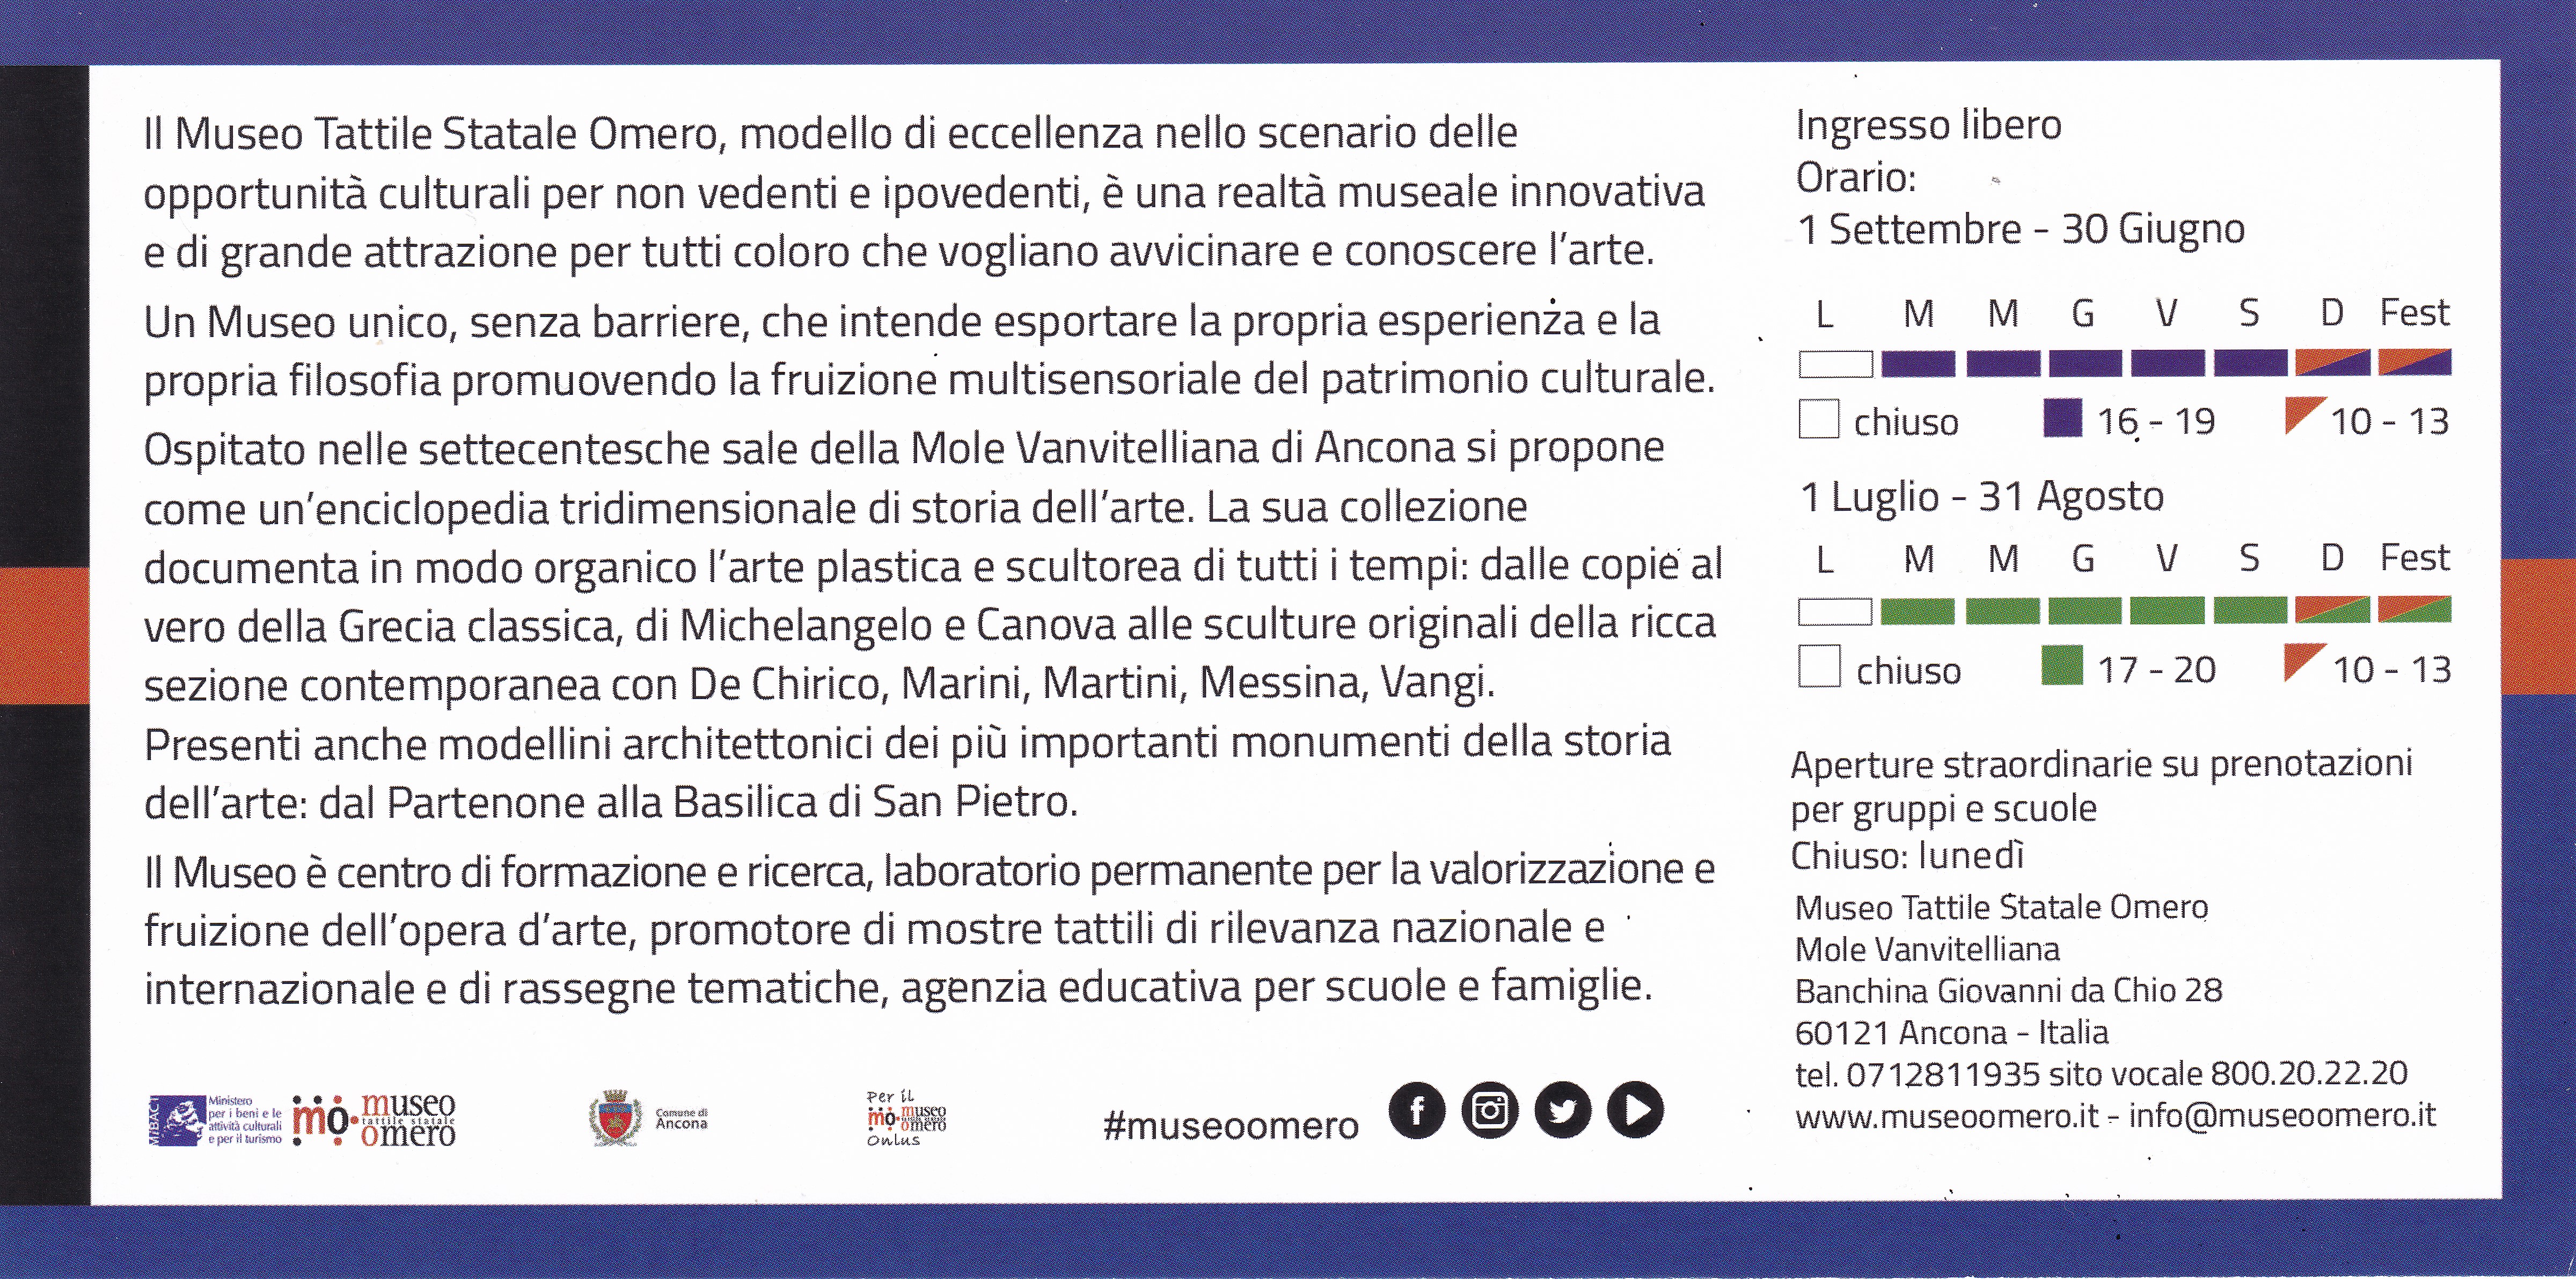 Il Museo Tattile Statale Omero, modello di eccellenza nello scenario delle
opportunità culturali per non vedenti e ipovedenti, è una realtà museale innovativa
e di grande attrazione per tutti coloro che vogliano avvicinare e conoscere l'arte.
Un Museo unico, senza barriere, che intende esportare la propria esperienza e la
propria filosofia promuovendo la fruizione multisensoriale del patrimonio culturale.
Ospitato nelle settecentesche sale della Mole Vanvitelliana di Ancona si propone
come un'enciclopedia tridimensionale di storia dell'arte. La sua collezione
documenta in modo organico l'arte plastica e scultorea di tutti i tempi: dalle copie al
vero della Grecia classica, di Michelangelo e Canova alle sculture originali della ricca
sezione contemporanea con De Chirico, Marini, Martini, Messina, Vangi.
Presenti anche modellini architettonici dei più importanti monumenti della storia
dell'arte: dal Partenone alla Basilica di San Pietro.
Il Museo è centro di formazione e ricerca, laboratorio permanente per la valorizzazione e
fruizione dell'opera d'arte, promotore di mostre tattili di rilevanza nazionale e
internazionale e di rassegne tematiche, agenzia educativa per scuole e famiglie.
MiBACT
Ministero
per i beni e le
attività culturali
e per il turismo
mo museo
tattile statale
omero
Comune di
Ancona
Per il
mo museo
tattile statale
omero
Onlus
#museoomero
Ingresso libero
Orario:
1 Settembre - 30 Giugno
L M M G V S D Fest
chiuso 16 - 19 10 - 13
1 Luglio - 31 Agosto
L M M G V S D Fest
chiuso 17 - 20 10 - 13
Aperture straordinarie su prenotazioni
per gruppi e scuole
Chiuso: lunedì
Museo Tattile Statale Omero
Mole Vanvitelliana
Banchina Giovanni da Chio 28
60121 Ancona - Italia
tel. 0712811935 sito vocale 800.20.22.20
www.museoomero.it - info@museoomero.it